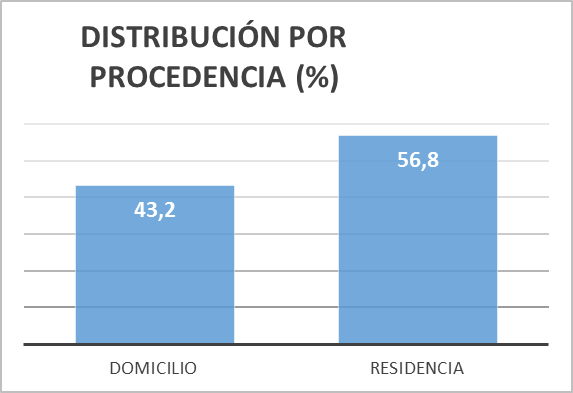 DISTRIBUCIÓN POR
PROCEDENCIA (%)
43,2
56,8
DOMICILIO
RESIDENCIA